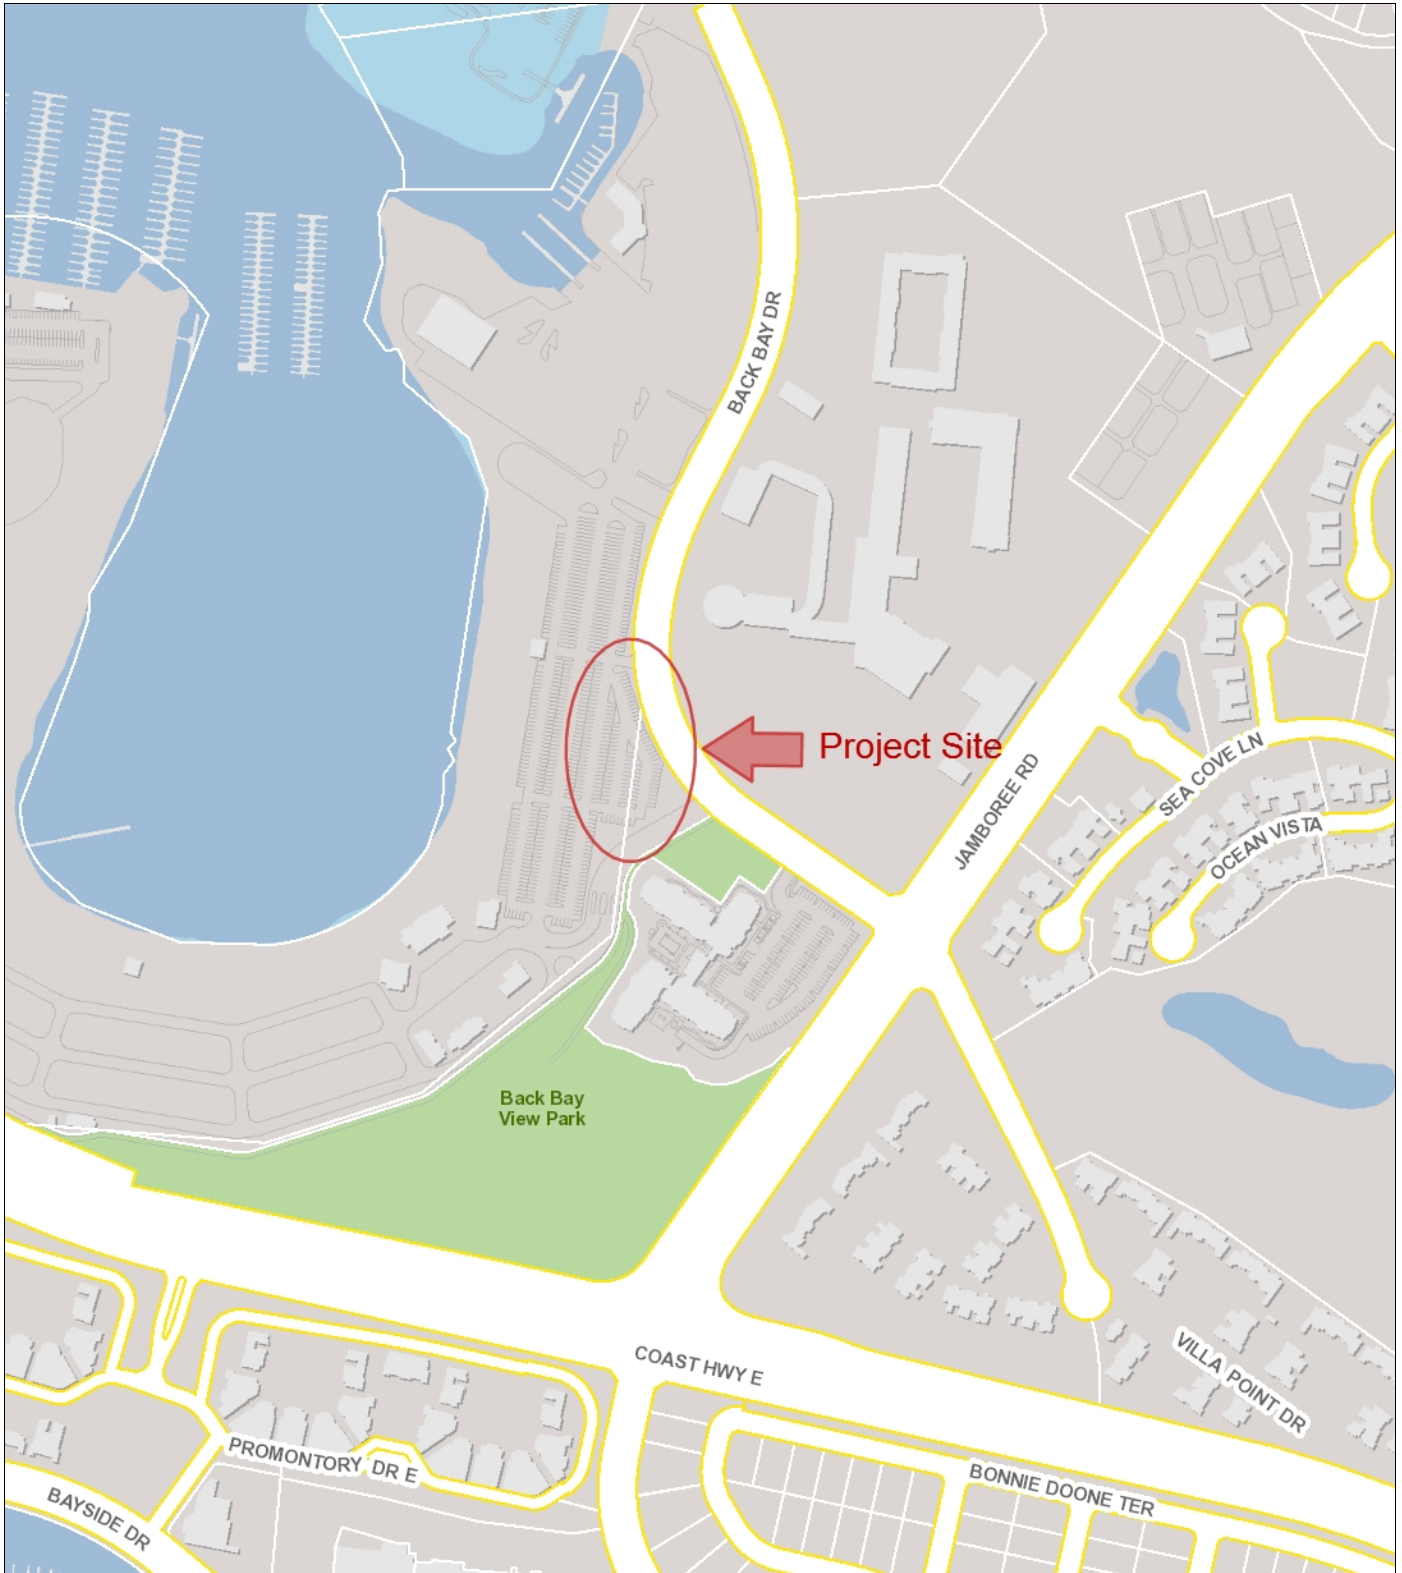 BACK BAY DR
Project Site
JAMBOREE RD
SEA COVE LN
OCEAN VISTA
Back Bay
View Park
COAST HWY E
VILLA POINT DR
PROMONTORY DR E
BONNIE DOONE TER
BAYSIDE DR